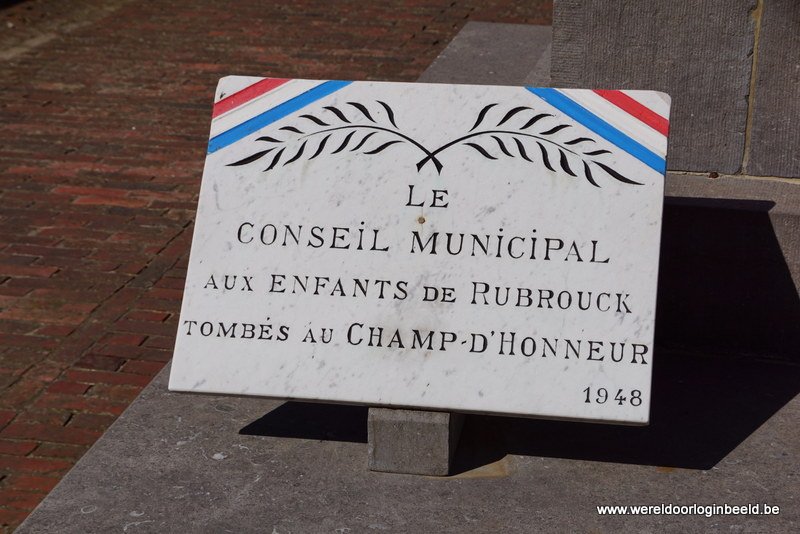 LE
CONSEIL MUNICIPAL
AUX ENFANTS DE RUBROUCK
TOMBÉS AU CHAMP-D'HONNEUR
1948
www.wereldoorloginbeeld.be